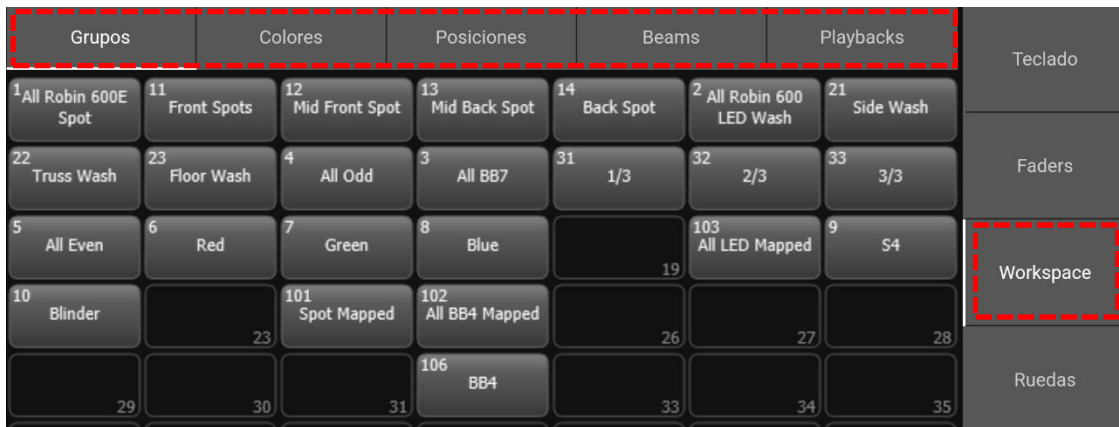 Grupos Colores Posiciones Beams Playbacks
Teclado
1 All Robin 600E Spot
11 Front Spots
12 Mid Front Spot
13 Mid Back Spot
14 Back Spot
2 All Robin 600 LED Wash
21 Side Wash
22 Truss Wash
23 Floor Wash
4 All Odd
3 All BB7
31 1/3
32 2/3
33 3/3
Faders
5 All Even
6 Red
7 Green
8 Blue
19
103 All LED Mapped
9 S4
Workspace
10 Blinder
23
101 Spot Mapped
102 All BB4 Mapped
26
27
28
29
30
31
106 BB4
33
34
35
Ruedas